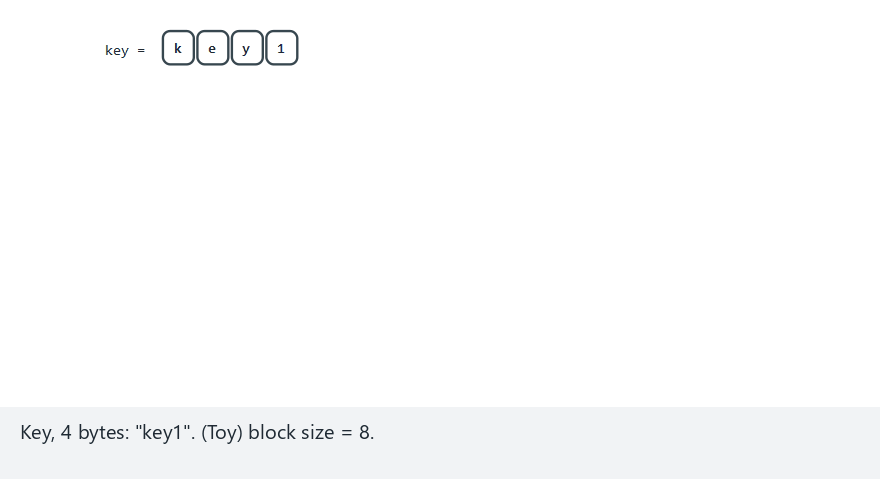 key = k e y 1
Key, 4 bytes: "key1". (Toy) block size = 8.